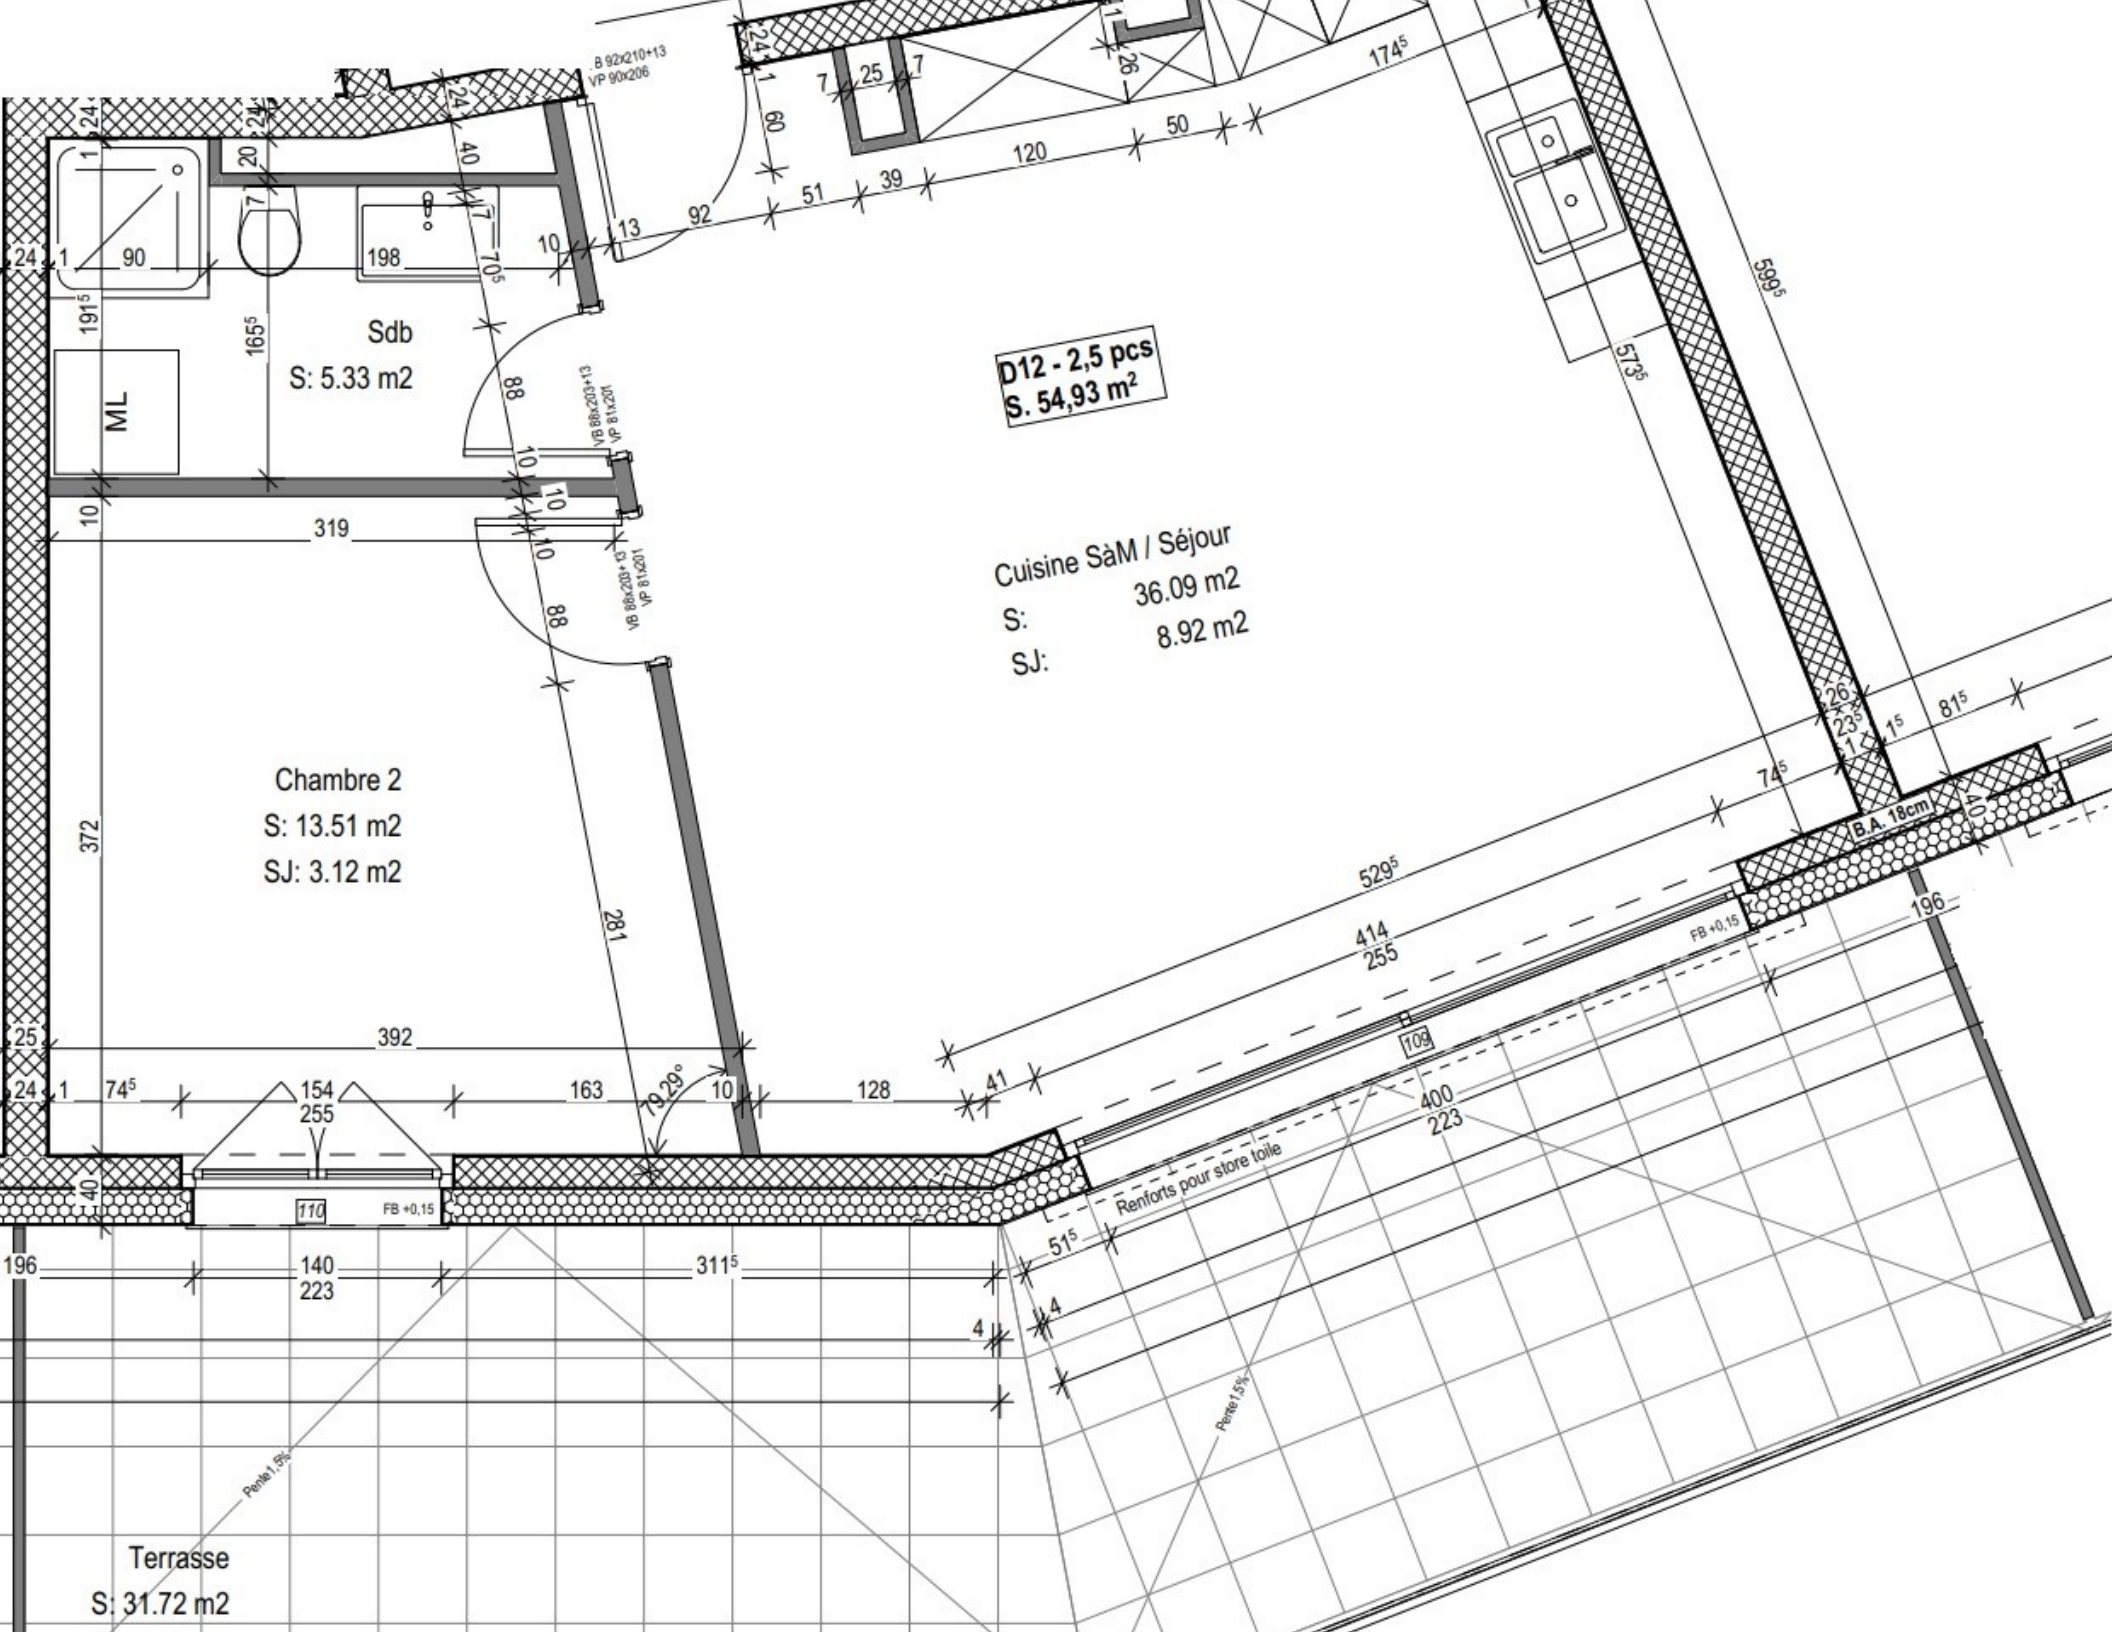 . B 92x210+13
VP 90x206
24
1
60
7
25
7
1
26
174⁵
24
24
24
1
20
40
7
7
120
50
39
51
92
13
10
24
1
90
198
70⁵
191⁵
165⁵
Sdb
S: 5.33 m2
ML
88
VB 88x203+13
VP 81x201
10
10
10
10
319
88
VB 88x203+13
VP 81x201
D12 - 2,5 pcs
S. 54,93 m²
599⁵
573⁵
Cuisine SàM / Séjour
S:
36.09 m2
SJ:
8.92 m2
26
23⁵
1
1⁵
81⁵
74⁵
B.A. 18cm
40
Chambre 2
S: 13.51 m2
SJ: 3.12 m2
372
281
529⁵
414
255
196
FB +0,15
109
400
223
25
392
24
1
74⁵
154
255
163
79.29°
10
128
41
40
110
FB +0,15
Renforts pour store toile
51⁵
196
140
223
311⁵
4
4
Pente1,5%
Pente1,5%
Terrasse
S: 31.72 m2